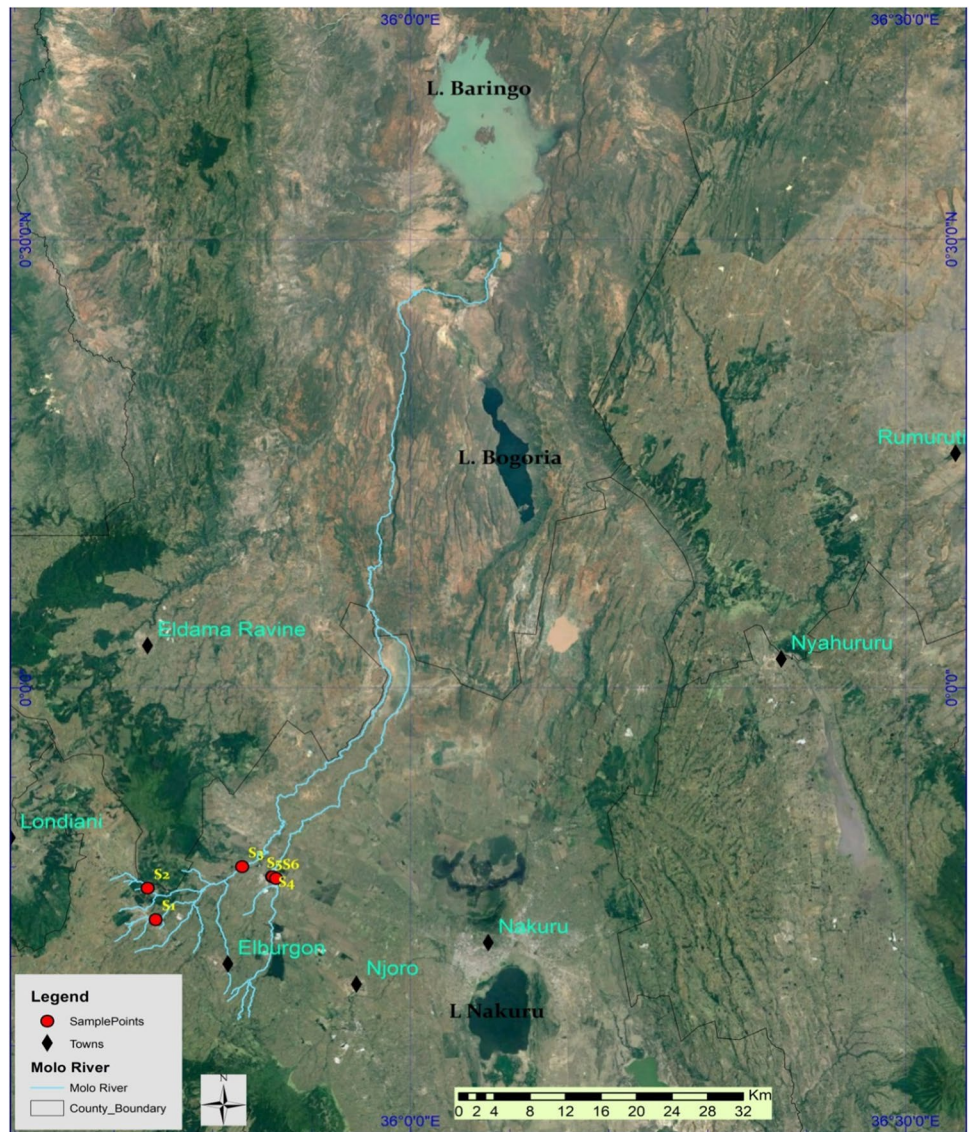 36°0'0"E
36°30'0"E
L. Baringo
0°30'0"N
0°30'0"N
Rumuruti
L. Bogoria
Eldama Ravine
Nyahururu
0°0'0"
0°0'0"
Londiani
S3
S5S6
S4
S2
S1
Elburgon
Nakuru
Njoro
L Nakuru
Legend
SamplePoints
Towns
Molo River
Molo River
County_Boundary
N
Km
0 2 4 8 12 16 20 24 28 32
36°0'0"E
36°30'0"E